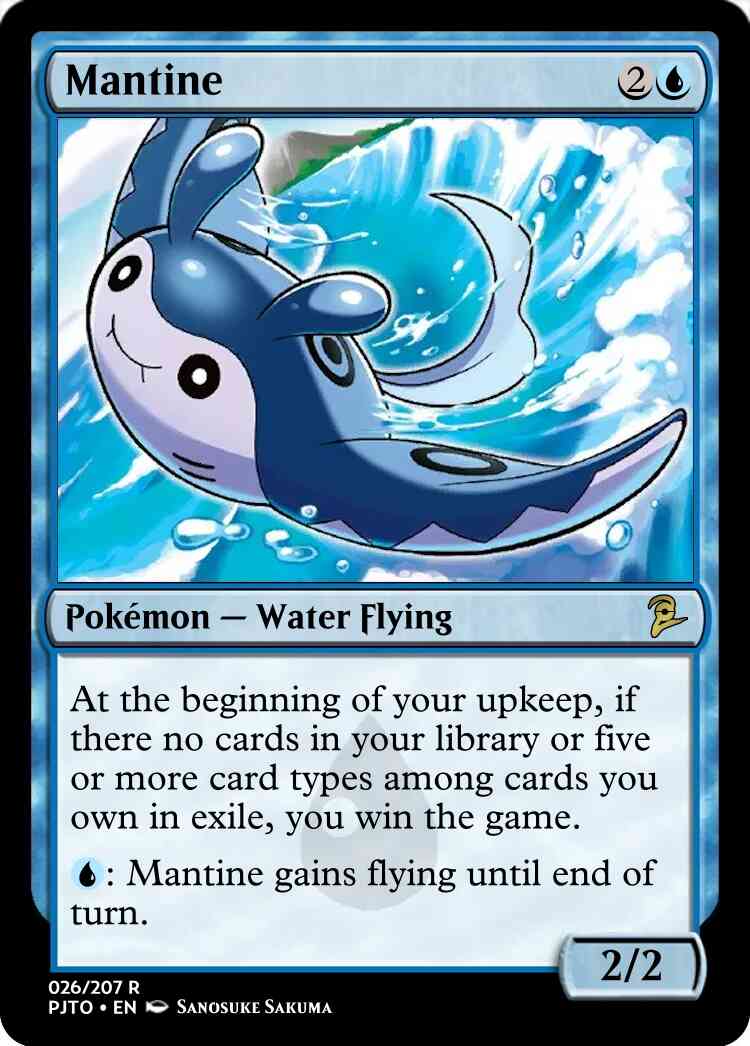 Mantine 2
Pokémon — Water Flying
At the beginning of your upkeep, if
there no cards in your library or five
or more card types among cards you
own in exile, you win the game.
: Mantine gains flying until end of
turn.
2/2
026/207 R
PJTO • EN Sanosuke Sakuma